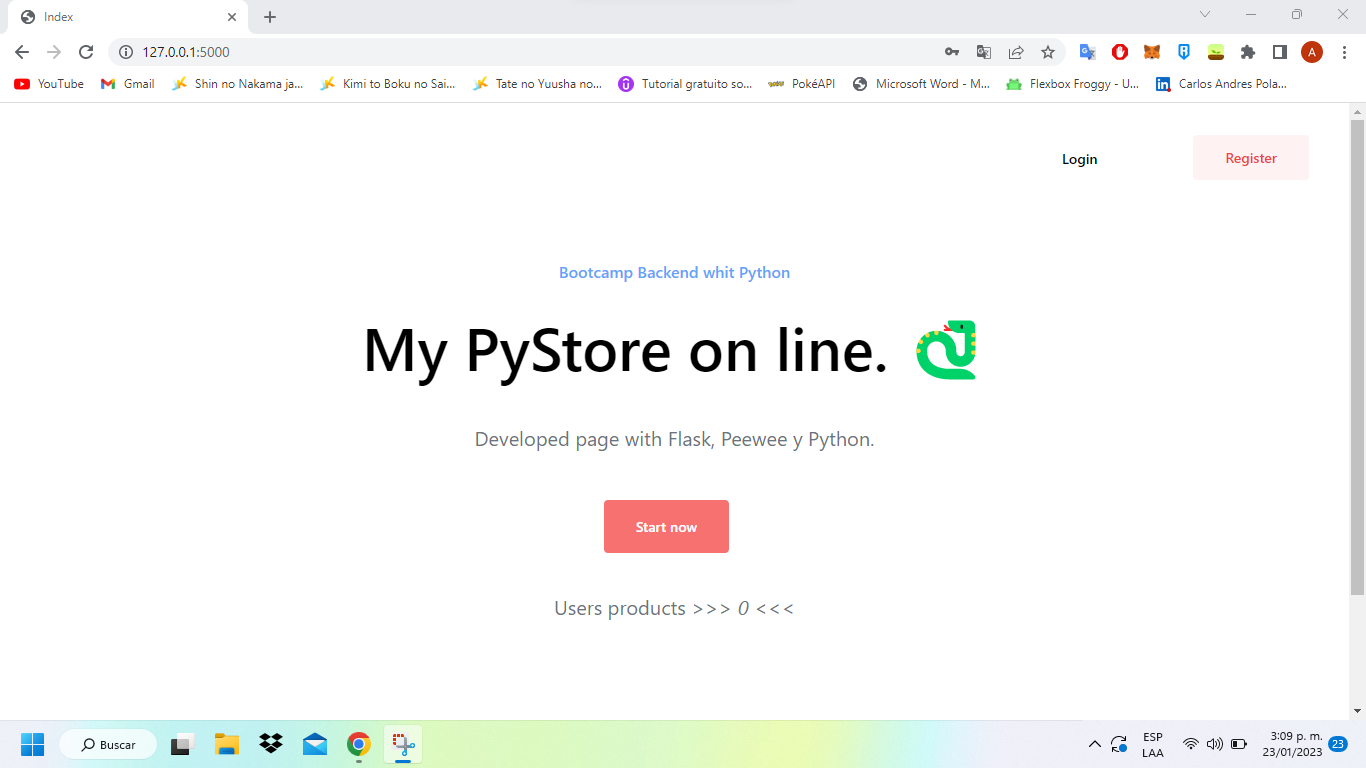 Index
127.0.0.1:5000
A
YouTube Gmail Shin no Nakama ja... Kimi to Boku no Sai... Tate no Yuusha no... Tutorial gratuito so... PokéAPI Microsoft Word - M... Flexbox Froggy - U... Carlos Andres Pola...
Login Register
Bootcamp Backend whit Python
My PyStore on line.
Developed page with Flask, Peewee y Python.
Start now
Users products >>> 0 <<<
Buscar
ESP
LAA
3:09 p. m.
23/01/2023
23